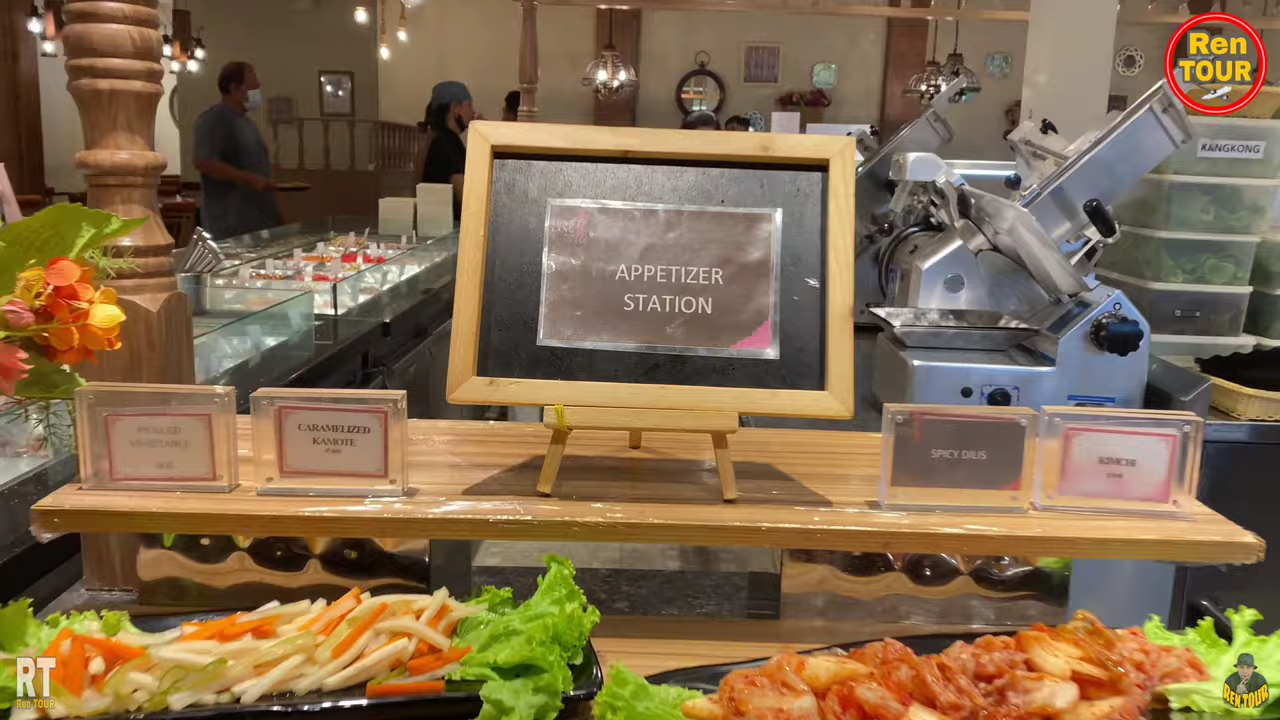 Ren
TOUR
KANGKONG
APPETIZER
STATION
PICKLED
VEGETABLE
CARAMELIZED
KAMOTE
SPICY DILIS
KIMCHI
RT
Ren TOUR
REN TOUR